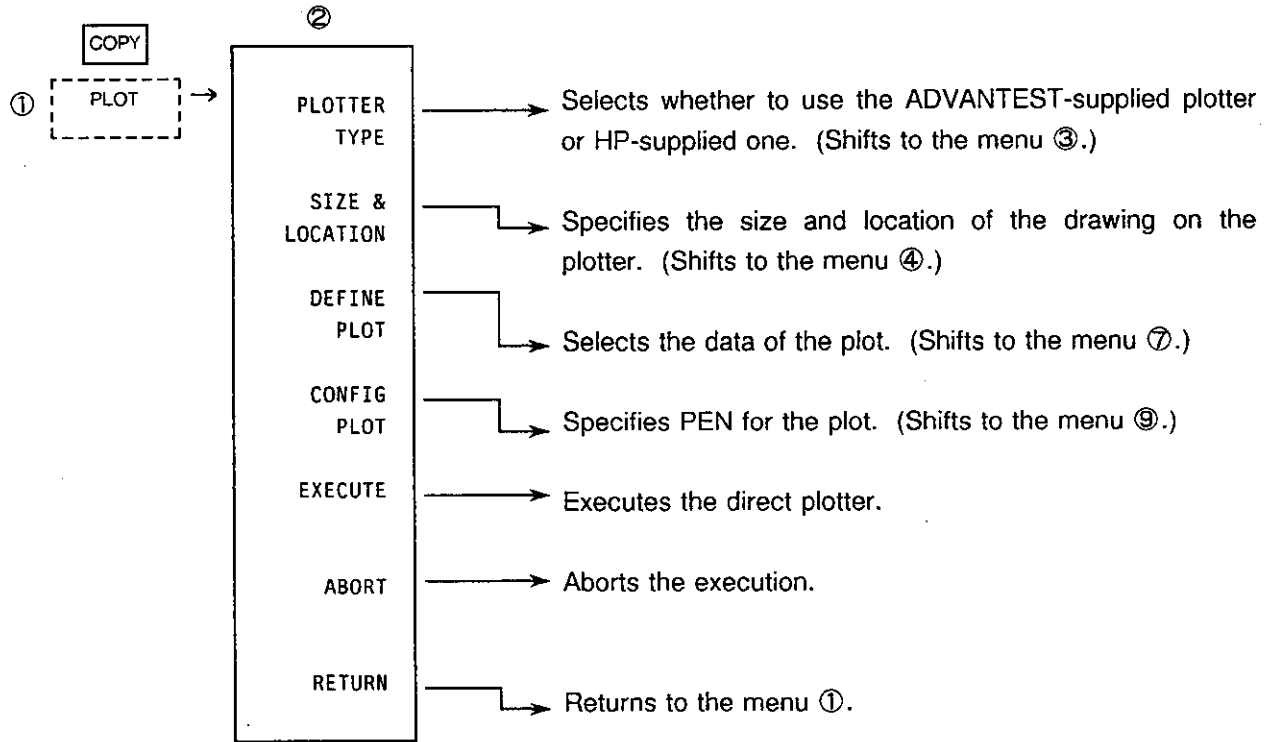 ②
COPY
① PLOT →
PLOTTER
TYPE
Selects whether to use the ADVANTEST-supplied plotter
or HP-supplied one. (Shifts to the menu ③.)
SIZE &
LOCATION
Specifies the size and location of the drawing on the
plotter. (Shifts to the menu ④.)
DEFINE
PLOT
Selects the data of the plot. (Shifts to the menu ⑦.)
CONFIG
PLOT
Specifies PEN for the plot. (Shifts to the menu ⑨.)
EXECUTE
Executes the direct plotter.
ABORT
Aborts the execution.
RETURN
Returns to the menu ①.